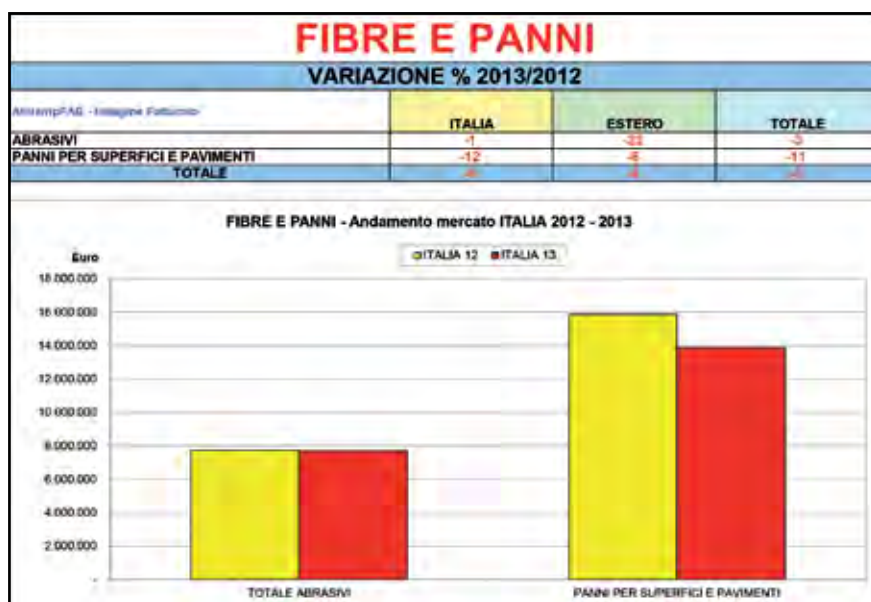 FIBRE E PANNI
VARIAZIONE % 2013/2012
ITALIA ESTERO TOTALE
ABRASIVI -1 -22 -3
PANNI PER SUPERFICI E PAVIMENTI -12 -6 -11
TOTALE
FIBRE E PANNI - Andamento mercato ITALIA 2012 - 2013
Euro
ITALIA 12 ITALIA 13
18.000.000
16.000.000
14.000.000
12.000.000
10.000.000
8.000.000
6.000.000
4.000.000
2.000.000
-
TOTALE ABRASIVI PANNI PER SUPERFICI E PAVIMENTI